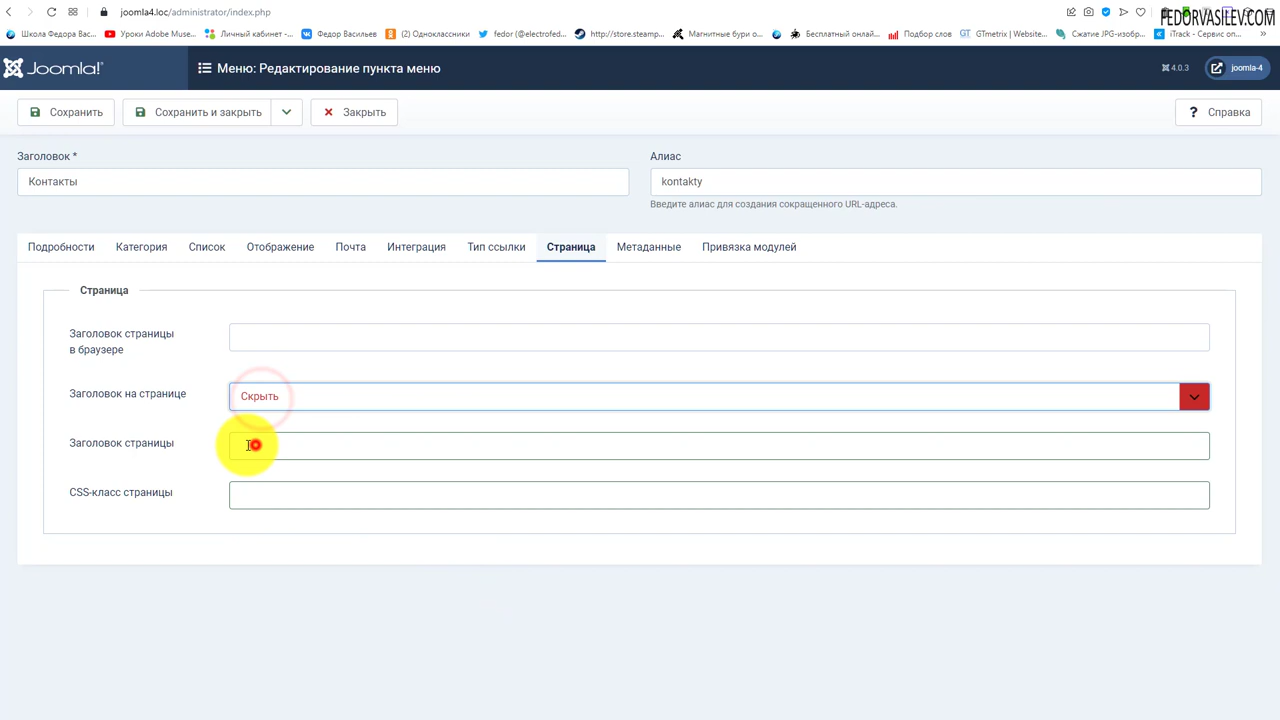 joomla4.loc/administrator/index.php
FEDORVASILEV.COM
Школа Федора Вас...
Уроки Adobe Muse...
Личный кабинет -...
Федор Васильев
(2) Одноклассники
fedor (@electrofed...
http://store.steamp...
Магнитные бури о...
Бесплатный онлай...
Подбор слов
GT GTmetrix | Website...
Сжатие JPG-изобр...
iTrack - Сервис оп...
»
Joomla!
Меню: Редактирование пункта меню
4.0.3
joomla-4
Сохранить
Сохранить и закрыть
Закрыть
? Справка
Заголовок *
Алиас
Контакты
kontakty
Введите алиас для создания сокращенного URL-адреса.
Подробности
Категория
Список
Отображение
Почта
Интеграция
Тип ссылки
Страница
Метаданные
Привязка модулей
Страница
Заголовок страницы
в браузере
Заголовок на странице
Скрыть
Заголовок страницы
CSS-класс страницы